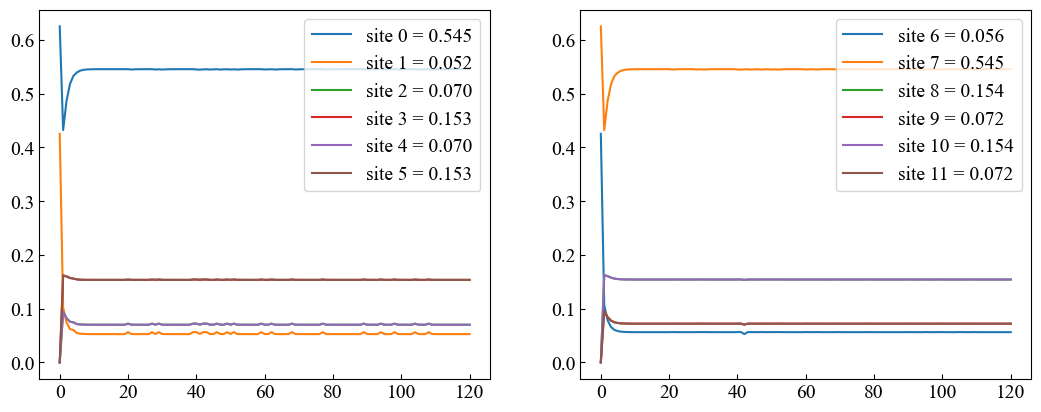 0.6
0.5
0.4
0.3
0.2
0.1
0.0
0 20 40 60 80 100 120
site 0 = 0.545
site 1 = 0.052
site 2 = 0.070
site 3 = 0.153
site 4 = 0.070
site 5 = 0.153
0.6
0.5
0.4
0.3
0.2
0.1
0.0
0 20 40 60 80 100 120
site 6 = 0.056
site 7 = 0.545
site 8 = 0.154
site 9 = 0.072
site 10 = 0.154
site 11 = 0.072